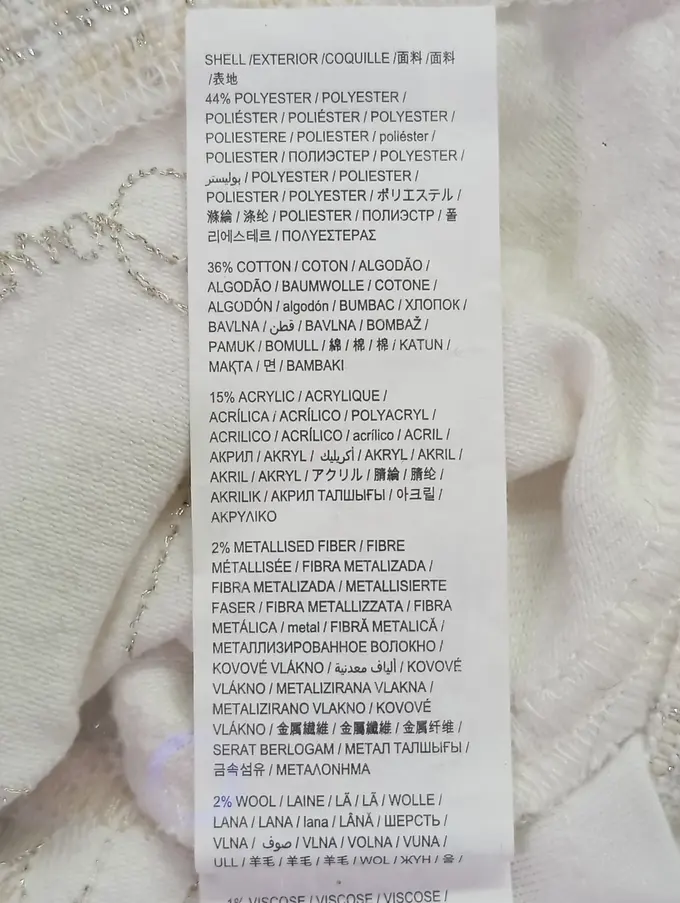 SHELL /EXTERIOR /COQUILLE /面料 /面料
/表地
44% POLYESTER / POLYESTER /
POLIÉSTER / POLIÉSTER / POLYESTER /
POLIESTERE / POLIESTER / poliéster /
POLIESTER / ПОЛИЭСТЕР / POLYESTER /
بوليستر / POLYESTER / POLIESTER /
POLIESTER / POLYESTER / ポリエステル /
滌綸 / 涤纶 / POLIESTER / ПОЛИЭСТР / 폴
리에스테르 / ΠΟΛΥΕΣΤΕΡΑΣ
36% COTTON / COTON / ALGODÃO /
ALGODÃO / BAUMWOLLE / COTONE /
ALGODÓN / algodón / BUMBAC / ХЛОПОК /
BAVLNA / قطن / BAVLNA / BOMBAŽ /
PAMUK / BOMULL / 綿 / 棉 / 棉 / KATUN /
МАҚТА / 면 / ΒΑΜΒΑΚΙ
15% ACRYLIC / ACRYLIQUE /
ACRÍLICA / ACRÍLICO / POLYACRYL /
ACRILICO / ACRÍLICO / acrílico / ACRIL /
АКРИЛ / AKRYL / أكريليك / AKRYL / AKRIL /
AKRIL / AKRYL / アクリル / 腈綸 / 腈纶 /
AKRILIK / АКРИЛ ТАЛШЫҒЫ / 아크릴 /
ΑΚΡΥΛΙΚΟ
2% METALLISED FIBER / FIBRE
MÉTALLISÉE / FIBRA METALIZADA /
FIBRA METALIZADA / METALLISIERTE
FASER / FIBRA METALLIZZATA / FIBRA
METÁLICA / metal / FIBRĂ METALICĂ /
МЕТАЛЛИЗИРОВАННОЕ ВОЛОКНО /
KOVOVÉ VLÁKNO / ألياف معدنية / KOVOVÉ
VLÁKNO / METALIZIRANA VLAKNA /
METALIZIRANO VLAKNO / KOVOVÉ
VLÁKNO / 金属繊維 / 金屬纖維 / 金属纤维 /
SERAT BERLOGAM / МЕТАЛ ТАЛШЫҒЫ /
금속섬유 / ΜΕΤΑΛΟΝΗΜΑ
2% WOOL / LAINE / LÃ / LÃ / WOLLE /
LANA / LANA / lana / LÂNĂ / ШЕРСТЬ /
VLNA / صوف / VLNA / VOLNA / VUNA /
ULL / 羊毛 / 羊毛 / 羊毛 / WOL / ЖҮН / 울 /
1% VISCOSE / VISCOSE / VISCOSE /